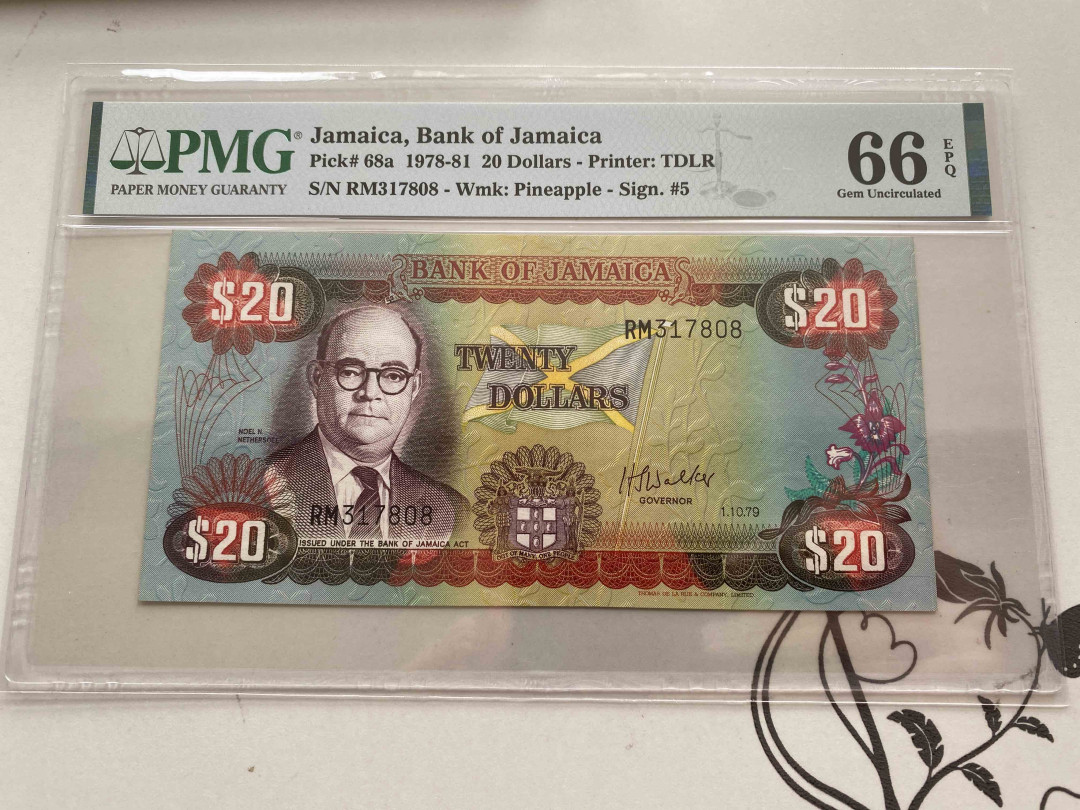 PMG®
PAPER MONEY GUARANTY
Jamaica, Bank of Jamaica
Pick# 68a 1978-81 20 Dollars - Printer: TDLR
S/N RM317808 - Wmk: Pineapple - Sign. #5
66
EPQ
Gem Uncirculated
BANK OF JAMAICA
$20
$20
RM317808
TWENTY
DOLLARS
NOEL N.
NETHERSOLE
HSWalker
GOVERNOR
1.10.79
RM317808
ISSUED UNDER THE BANK OF JAMAICA ACT
$20
$20
OUT OF MANY, ONE PEOPLE
THOMAS DE LA RUE & COMPANY, LIMITED